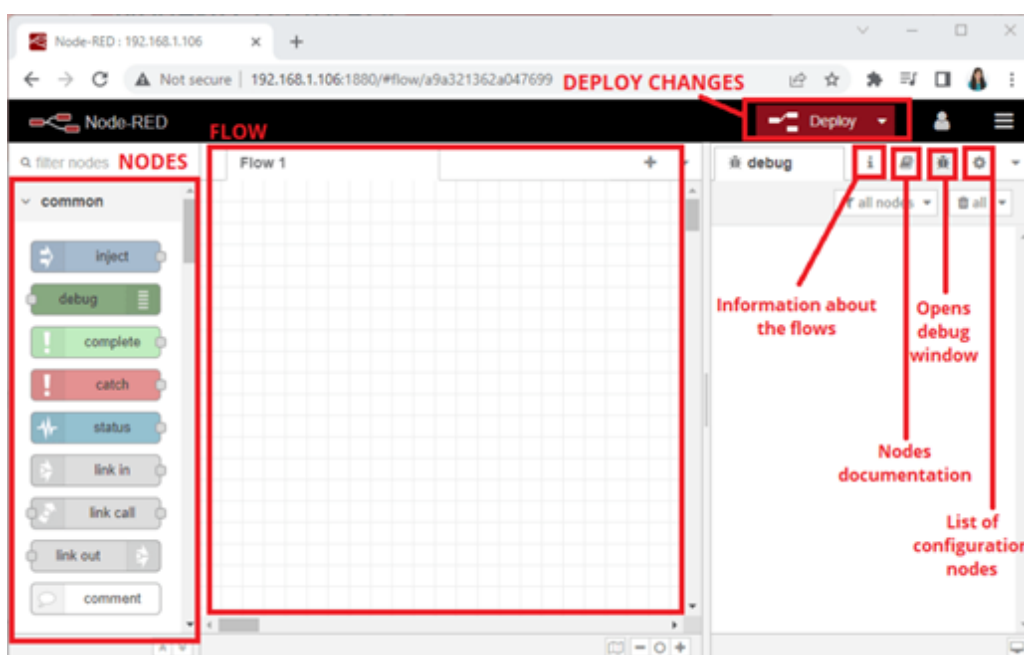 Node-RED : 192.168.1.106
Not secure | 192.168.1.106:1880/#flow/a9a321362a047699
DEPLOY CHANGES
Node-RED
Deploy
FLOW
filter nodes
NODES
Flow 1
debug
i
common
all nodes
all
inject
debug
complete
catch
status
link in
link call
link out
comment
Information about
the flows
Opens
debug
window
Nodes
documentation
List of
configuration
nodes